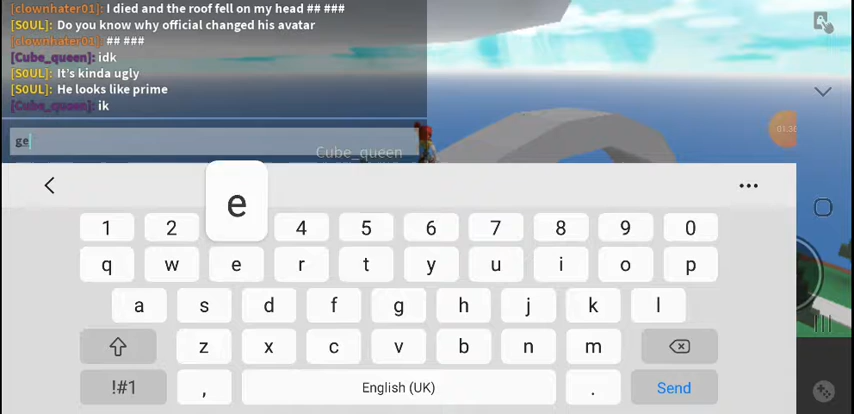 [clownhater01]: I died and the roof fell on my head ## ###
[S0UL]: Do you know why official changed his avatar
[clownhater01]: ## ###
[Cube_queen]: idk
[S0UL]: It's kinda ugly
[S0UL]: He looks like prime
[Cube_queen]: ik
ge
Cube_queen
01:38
e
1 2 4 5 6 7 8 9 0
q w e r t y u i o p
a s d f g h j k l
z x c v b n m
!#1 , English (UK) . Send